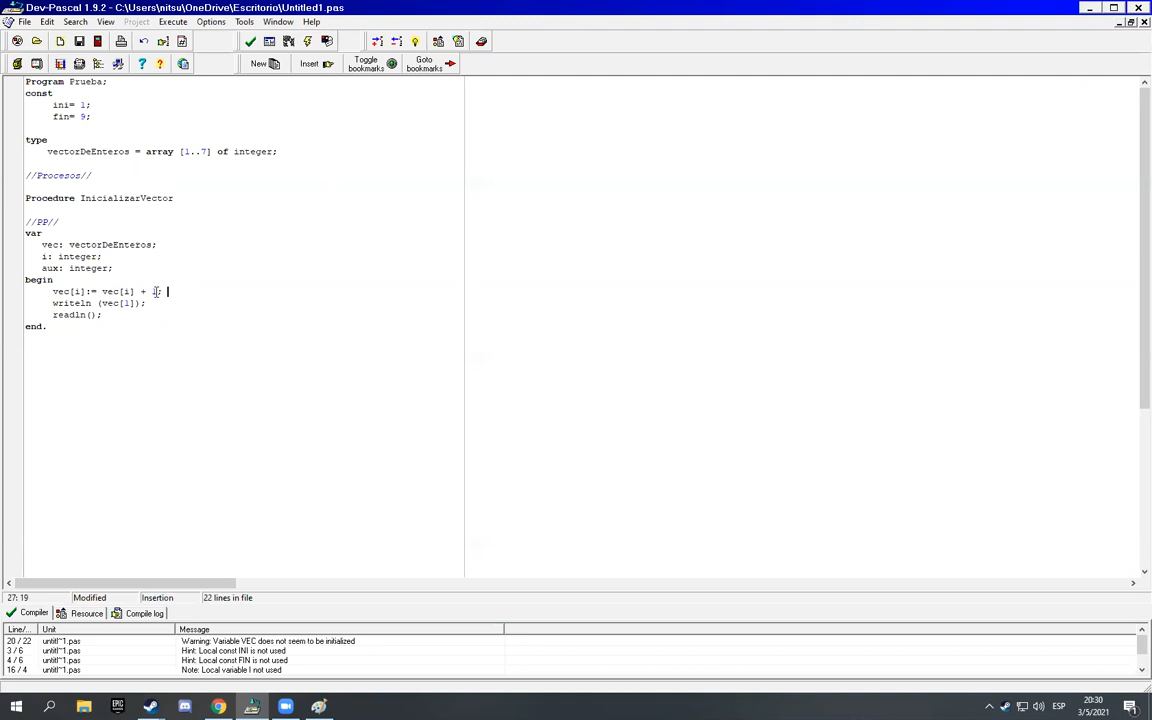 Dev-Pascal 1.9.2 - C:\Users\nitsu\OneDrive\Escritorio\Untitled1.pas
File Edit Search View Project Execute Options Tools Window Help
New Insert Toggle bookmarks Goto bookmarks
Program Prueba;
const
ini= 1;
fin= 9;
type
vectorDeEnteros = array [1..7] of integer;
//Procesos//
Procedure InicializarVector
//PP//
var
vec: vectorDeEnteros;
i: integer;
aux: integer;
begin
vec[i]:= vec[i] + 1;
writeln (vec[1]);
readln();
end.
27: 19 Modified Insertion 22 lines in file
Compiler Resource Compile log
Line/... Unit Message
20 / 22 untitl~1.pas Warning: Variable VEC does not seem to be initialized
3 / 6 untitl~1.pas Hint: Local const INI is not used
4 / 6 untitl~1.pas Hint: Local const FIN is not used
16 / 4 untitl~1.pas Note: Local variable I not used
EPIC
ESP
20:30
3/5/2021